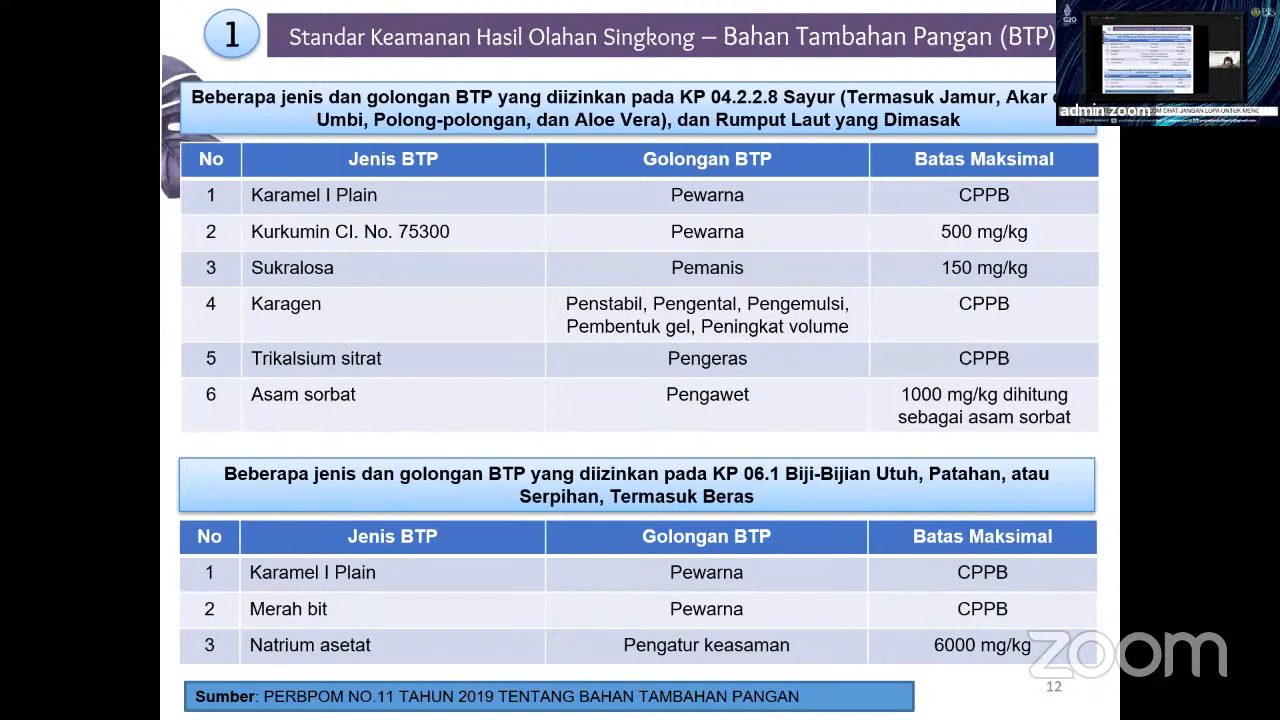 1
Standar Keamanan Hasil Olahan Singkong – Bahan Tambahan Pangan (BTP)
G20
Beberapa jenis dan golongan BTP yang diizinkan pada KP 04.2.2.8 Sayur (Termasuk Jamur, Akar
Umbi, dan Aloe Vera), dan Rumput Laut yang Dimasak
admin zoom
CHAT JANGAN LUPA UNTUK
No Jenis BTP Golongan BTP Batas Maksimal
1 Karamel I Plain Pewarna CPPB
2 Kurkumin CI. No. 75300 Pewarna 500 mg/kg
3 Sukralosa Pemanis 150 mg/kg
4 Karagen Penstabil, Pengental, Pengemulsi, CPPB
Pembentuk gel, Peningkat volume
5 Trikalsium sitrat Pengeras CPPB
6 Asam sorbat Pengawet 1000 mg/kg dihitung
sebagai asam sorbat
Beberapa jenis dan golongan BTP yang diizinkan pada KP 06.1 Biji-Bijian Utuh, Patahan, atau
Serpihan, Termasuk Beras
No Jenis BTP Golongan BTP Batas Maksimal
1 Karamel I Plain Pewarna CPPB
2 Merah bit Pewarna CPPB
3 Natrium asetat Pengatur keasaman 6000 mg/kg
zoom
12
Sumber: PERBPOM NO.11 TAHUN 2019 TENTANG BAHAN TAMBAHAN PANGAN